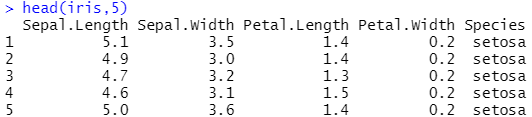 > head(iris,5)
  Sepal.Length Sepal.Width Petal.Length Petal.Width Species
1          5.1         3.5          1.4         0.2  setosa
2          4.9         3.0          1.4         0.2  setosa
3          4.7         3.2          1.3         0.2  setosa
4          4.6         3.1          1.5         0.2  setosa
5          5.0         3.6          1.4         0.2  setosa